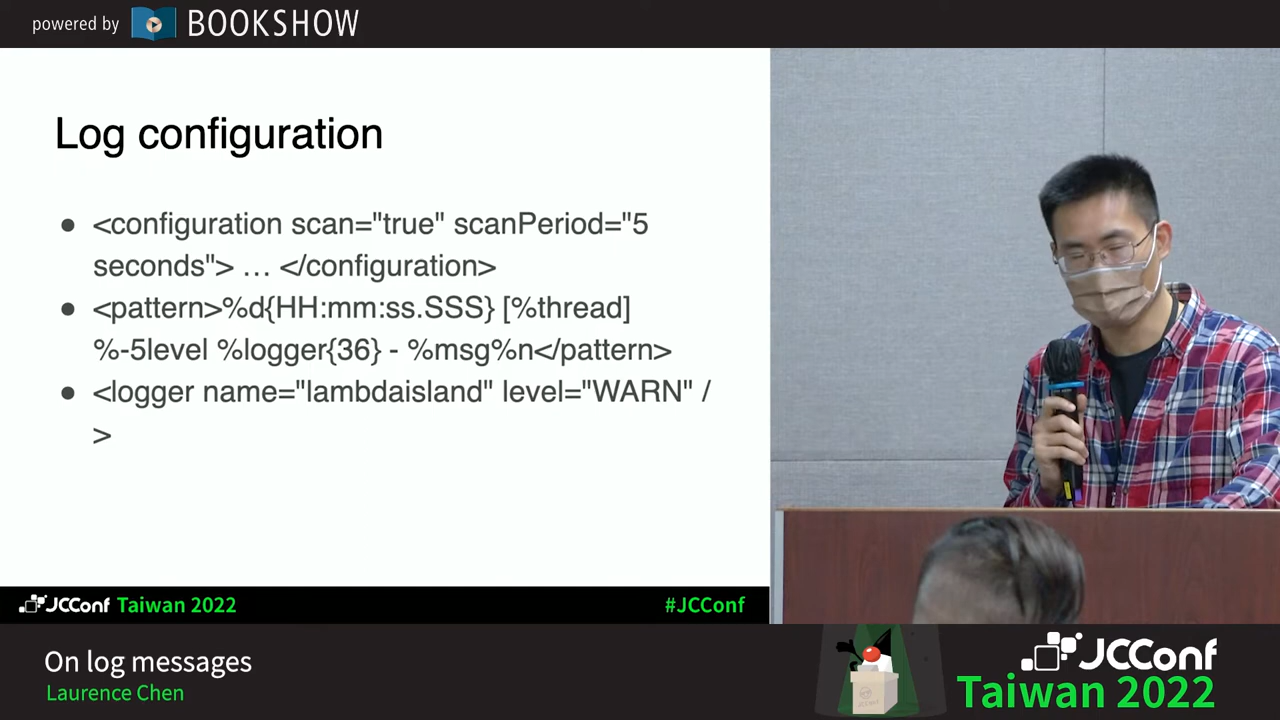 powered by BOOKSHOW
Log configuration
● <configuration scan="true" scanPeriod="5
seconds"> … </configuration>
● <pattern>%d{HH:mm:ss.SSS} [%thread]
%-5level %logger{36} - %msg%n</pattern>
● <logger name="lambdaisland" level="WARN" /
>
JCConf Taiwan 2022
#JCConf
On log messages
Laurence Chen
JCConf
Taiwan 2022